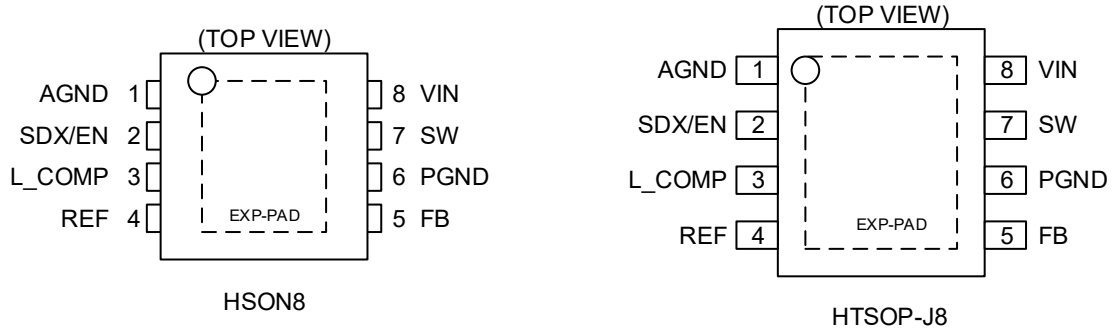 (TOP VIEW)
AGND 1
8 VIN
SDX/EN 2
7 SW
L_COMP 3
6 PGND
REF 4
EXP-PAD
5 FB
HSON8
(TOP VIEW)
AGND 1
8 VIN
SDX/EN 2
7 SW
L_COMP 3
6 PGND
REF 4
EXP-PAD
5 FB
HTSOP-J8